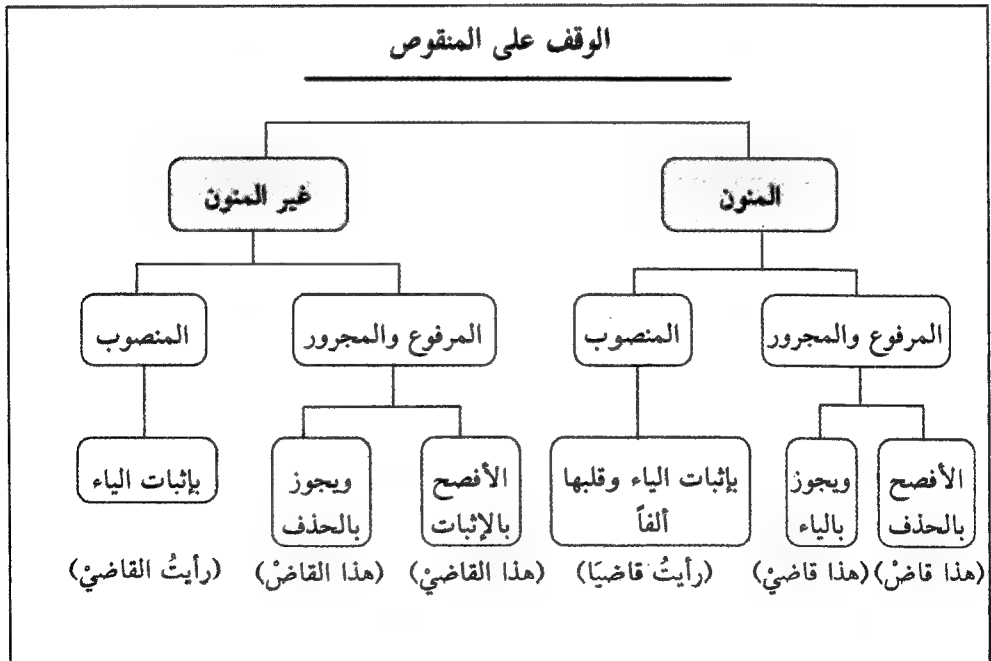 الوقف على المنقوص
المنون
غير المنون
المرفوع والمجرور
المنصوب
المرفوع والمجرور
المنصوب
الأفصح
بالحذف
ويجوز
بالياء
بإثبات الياء وقلبها
ألفاً
الأفصح
بالإثبات
ويجوز
بالحذف
بإثبات الياء
(هذا قاضْ)
(هذا قاضيْ)
(رأيتُ قاضيَا)
(هذا القاضيْ)
(هذا القاضْ)
(رأيتُ القاضيْ)